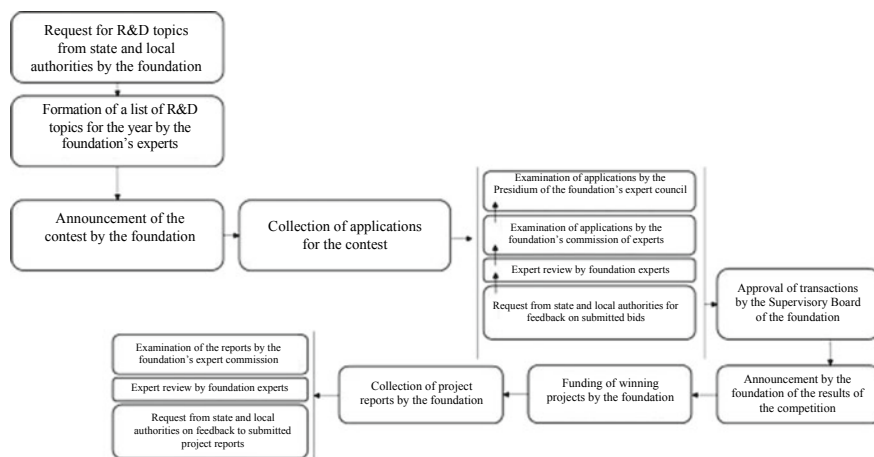 Request for R&D topics
from state and local
authorities by the foundation
Formation of a list of R&D
topics for the year by the
foundation's experts
Announcement of the
contest by the foundation
Collection of applications
for the contest
Examination of applications by the
Presidium of the foundation's expert council
Examination of applications by the
foundation's commission of experts
Expert review by foundation experts
Request from state and local authorities for
feedback on submitted bids
Approval of transactions
by the Supervisory Board
of the foundation
Announcement by the
foundation of the results of
the competition
Funding of winning
projects by the foundation
Collection of project
reports by the foundation
Examination of the reports by the
foundation's expert commission
Expert review by foundation experts
Request from state and local
authorities on feedback to submitted
project reports